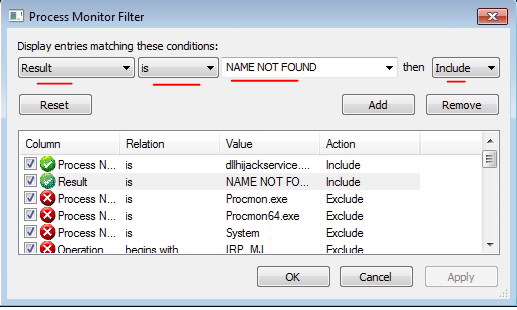 Process Monitor Filter
Display entries matching these conditions:
Result is NAME NOT FOUND then Include
Reset Add Remove
Column Relation Value Action
Process N... is dllhijackservice.... Include
Result is NAME NOT FO... Include
Process N... is Procmon.exe Exclude
Process N... is Procmon64.exe Exclude
Process N... is System Exclude
Operation begins with IRP_MJ Exclude
OK Cancel Apply